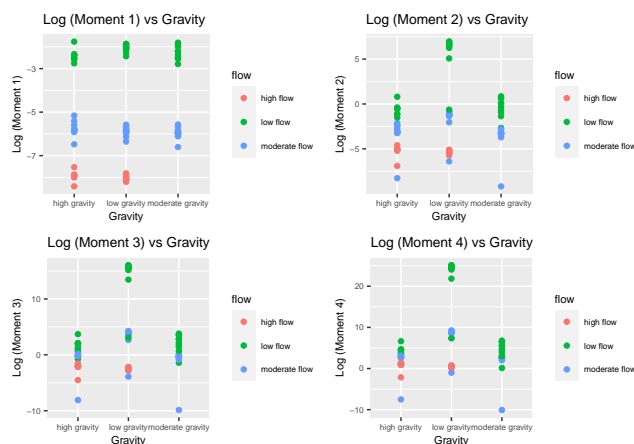 Log (Moment 1) vs Gravity
Log (Moment 1)
−3
−5
−7
high gravity
low gravity
moderate gravity
Gravity
flow
high flow
low flow
moderate flow
Log (Moment 2) vs Gravity
Log (Moment 2)
5
0
−5
high gravity
low gravity
moderate gravity
Gravity
flow
high flow
low flow
moderate flow
Log (Moment 3) vs Gravity
Log (Moment 3)
10
0
−10
high gravity
low gravity
moderate gravity
Gravity
flow
high flow
low flow
moderate flow
Log (Moment 4) vs Gravity
Log (Moment 4)
20
10
0
−10
high gravity
low gravity
moderate gravity
Gravity
flow
high flow
low flow
moderate flow